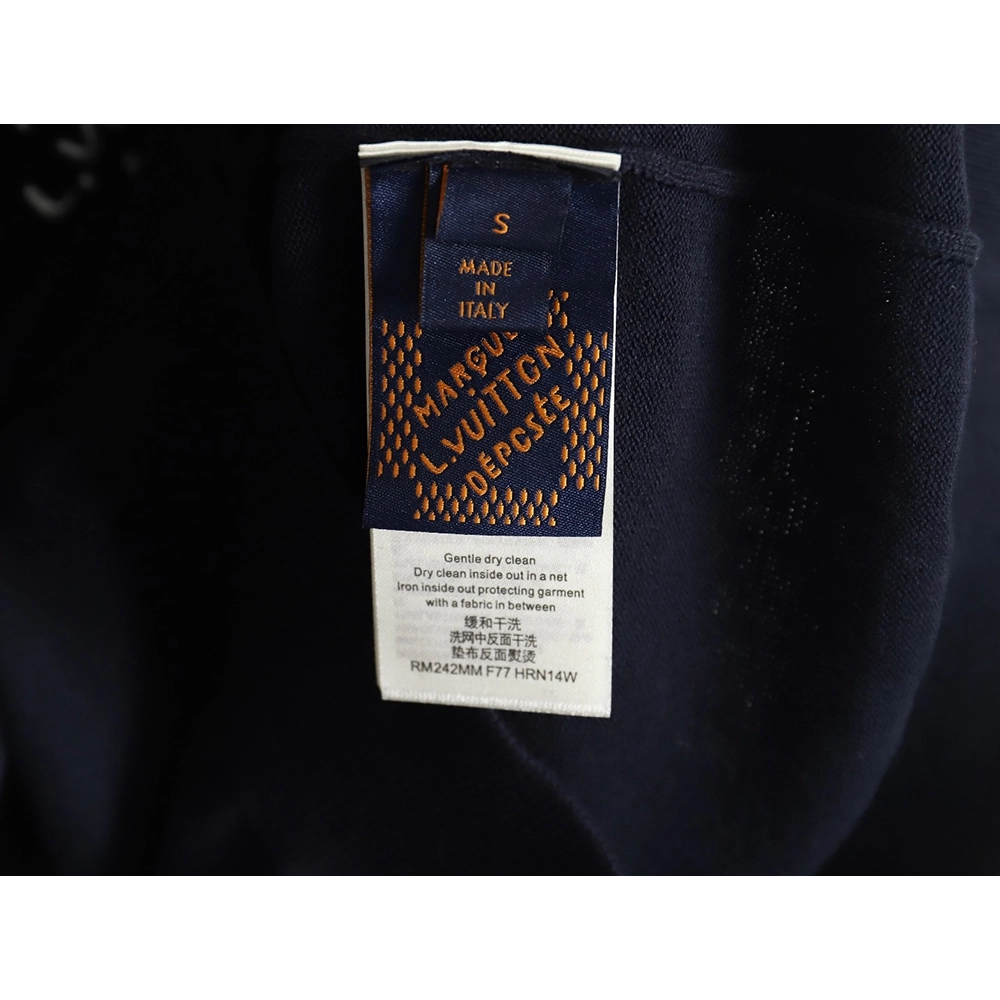 S
MADE
IN
ITALY
L.VUITTON
DÉPOSÉE
Gentle dry clean
Dry clean inside out in a net
Iron inside out protecting garment
with a fabric in between
缓和干洗
洗网中反面干洗
垫布反面熨烫
RM242MM F77 HRN14W